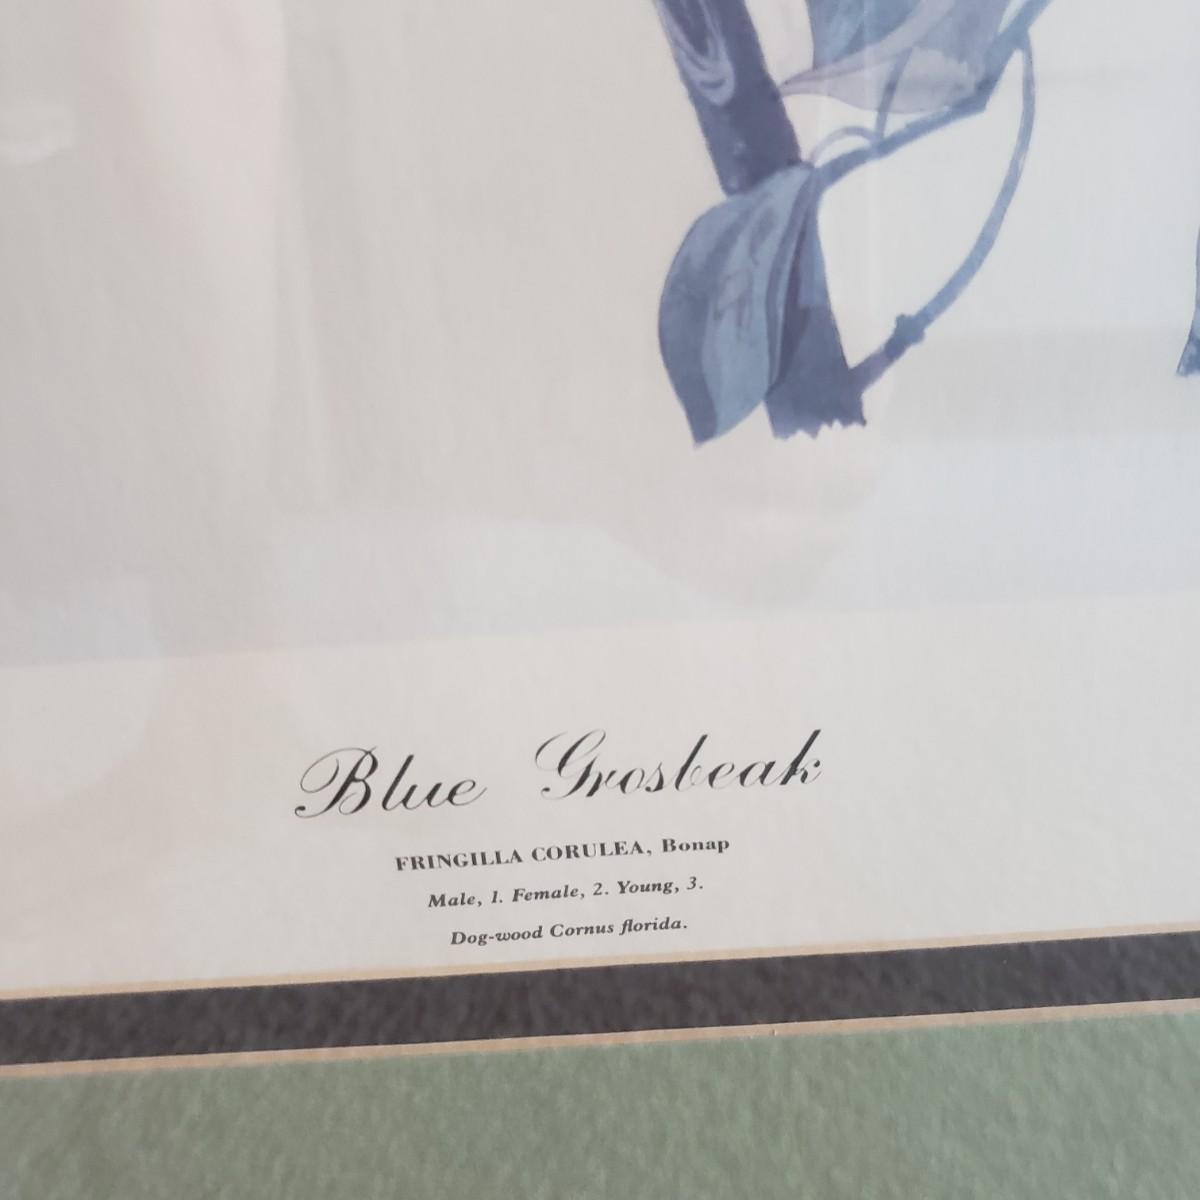 Blue Grosbeak
FRINGILLA CORULEA, Bonap
Male, 1. Female, 2. Young, 3.
Dog-wood Cornus florida.